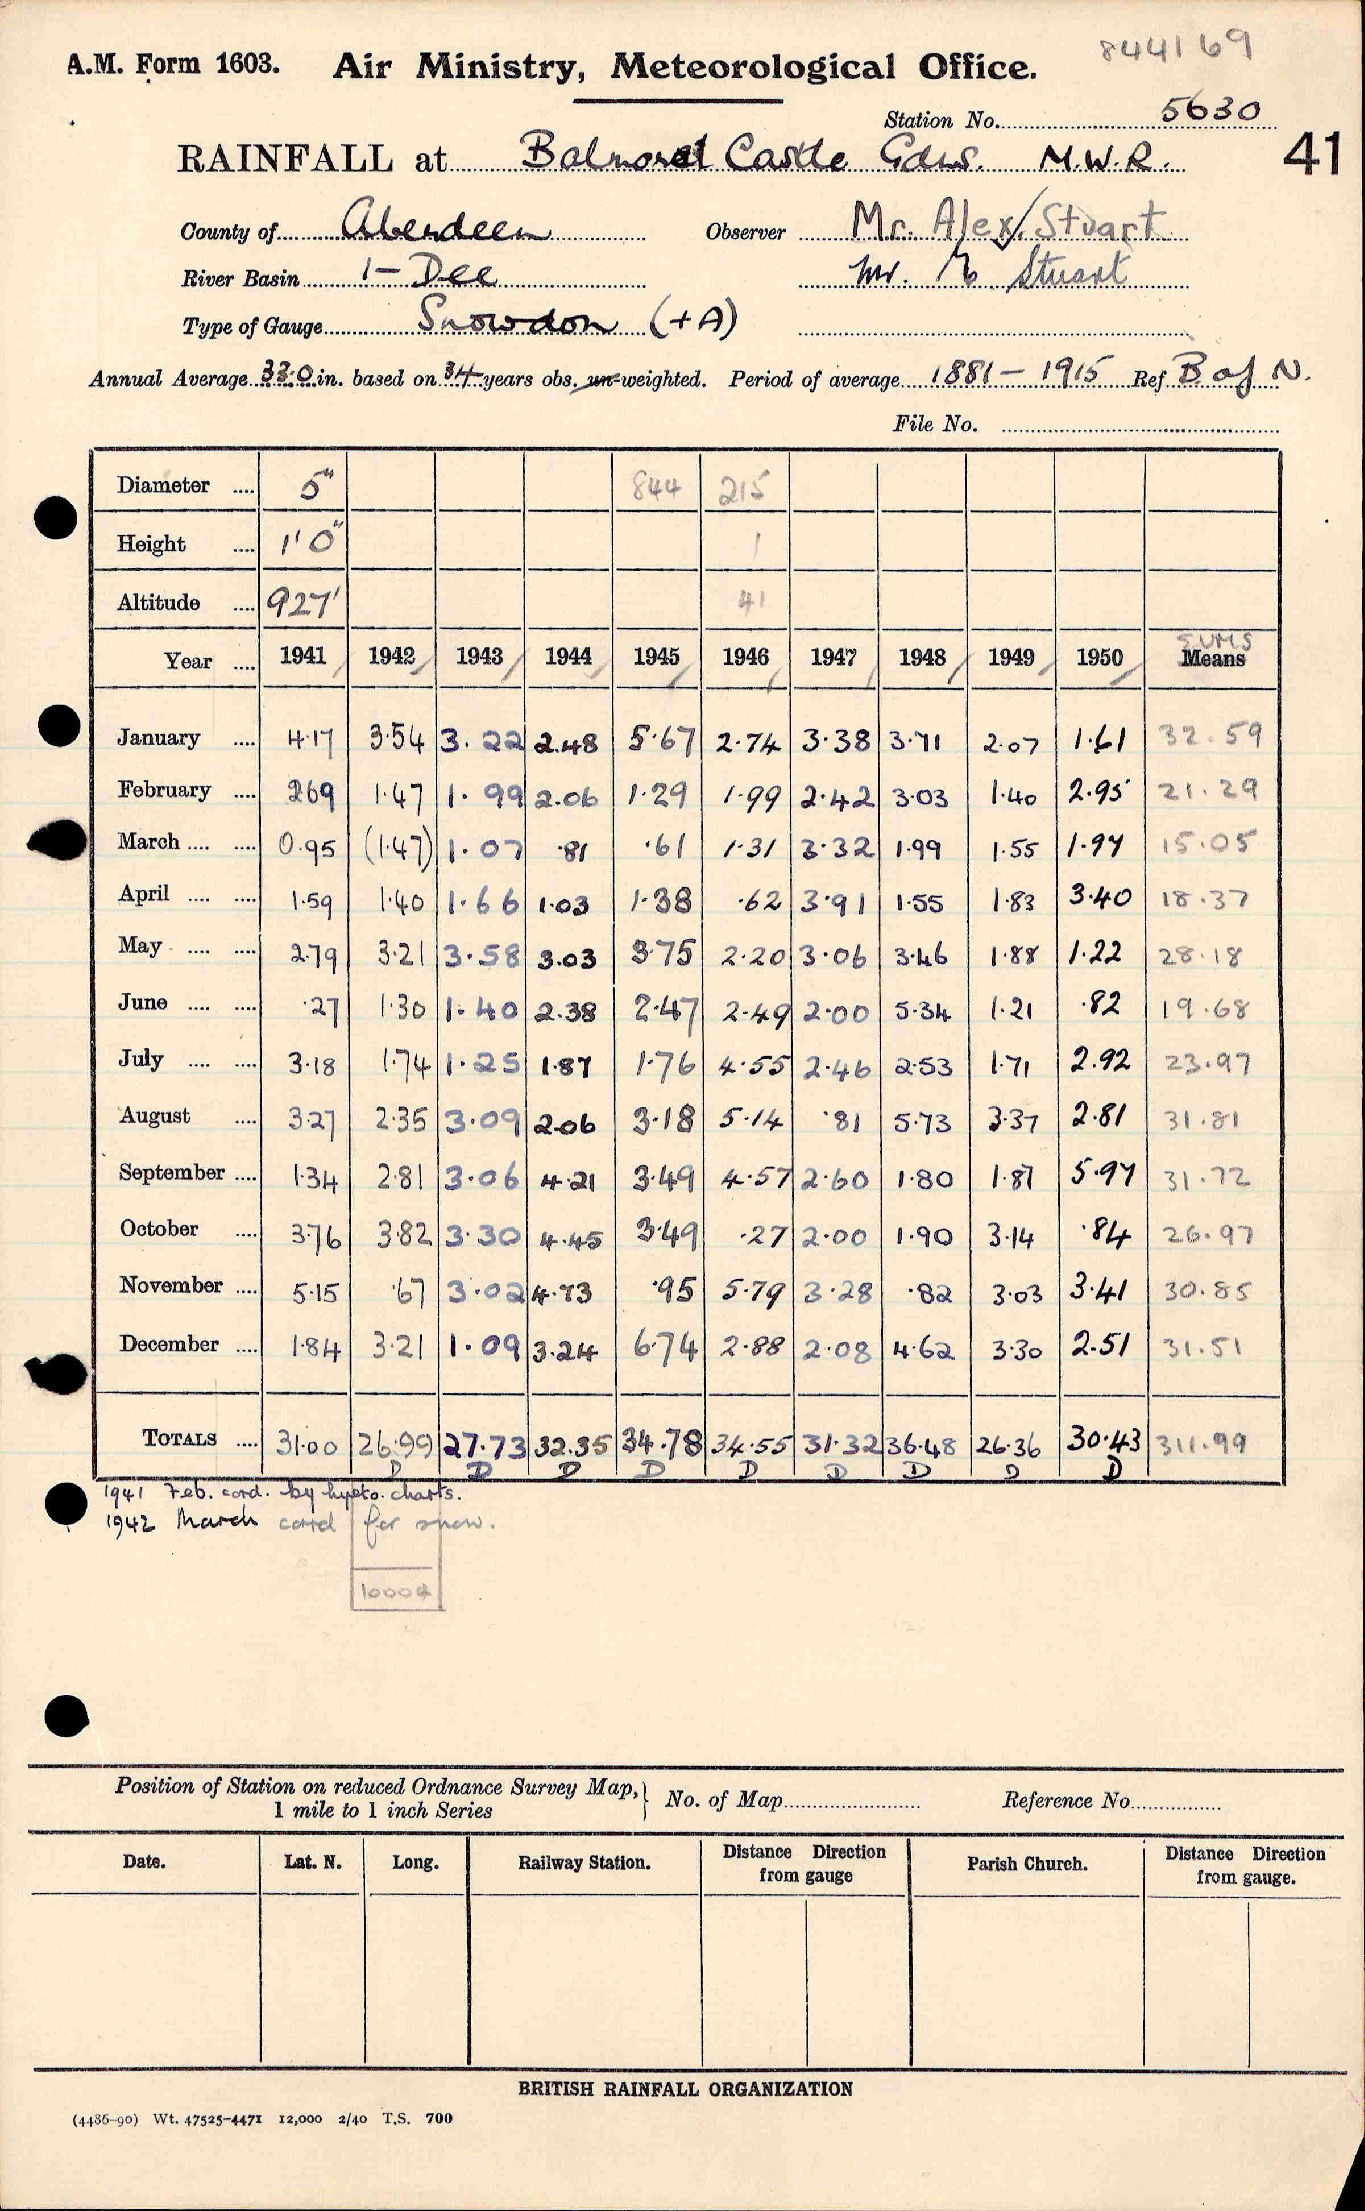 844169
A.M. Form 1603. Air Ministry, Meteorological Office.
Station No. 5630
RAINFALL at Balmoral Castle Gdns. M.W.R. 41
County of Aberdeen Observer Mr. Alex. Stuart
River Basin 1 - Dee Mr. E Stuart
Type of Gauge Snowdon (+A)
Annual Average 33.0 in. based on 34 years obs. un-weighted. Period of average 1881 - 1915 Ref B of N.
File No.
Diameter .... 5" 844 215
Height .... 1' 0" 1
Altitude .... 927' 41
SUMS
Year .... 1941 1942 1943 1944 1945 1946 1947 1948 1949 1950 Means
January .... 4.17 3.54 3.22 2.48 5.67 2.74 3.38 3.71 2.07 1.61 32.59
February .... 2.69 1.47 1.99 2.06 1.29 1.99 2.42 3.03 1.40 2.95 21.29
March .... .... 0.95 (1.47) 1.07 .81 .61 1.31 3.32 1.99 1.55 1.97 15.05
April .... .... 1.59 1.40 1.66 1.03 1.38 .62 3.91 1.55 1.83 3.40 18.37
May .... .... 2.79 3.21 3.58 3.03 3.75 2.20 3.06 3.46 1.88 1.22 28.18
June .... .... .27 1.30 1.40 2.38 2.47 2.49 2.00 5.34 1.21 .82 19.68
July .... .... 3.18 1.74 1.25 1.87 1.76 4.55 2.46 2.53 1.71 2.92 23.97
August .... 3.27 2.35 3.09 2.06 3.18 5.14 .81 5.73 3.37 2.81 31.81
September .... 1.34 2.81 3.06 4.21 3.49 4.57 2.60 1.80 1.87 5.97 31.72
October .... 3.76 3.82 3.30 4.45 3.49 .27 2.00 1.90 3.14 .84 26.97
November .... 5.15 .67 3.02 4.73 .95 5.79 3.28 .82 3.03 3.41 30.85
December .... 1.84 3.21 1.09 3.24 6.74 2.88 2.08 4.62 3.30 2.51 31.51
TOTALS .... 31.00 26.99 27.73 32.35 34.78 34.55 31.32 36.48 26.36 30.43 311.99
D D D D D D D D D
1941 Feb. cord. by hyeto. charts.
1942 March corrd for snow.
10004
Position of Station on reduced Ordnance Survey Map, 1 mile to 1 inch Series No. of Map Reference No.
Date. Lat. N. Long. Railway Station. Distance Direction from gauge Parish Church. Distance Direction from gauge.
BRITISH RAINFALL ORGANIZATION
(4486-90) Wt. 47525-4471 12,000 2/40 T.S. 700